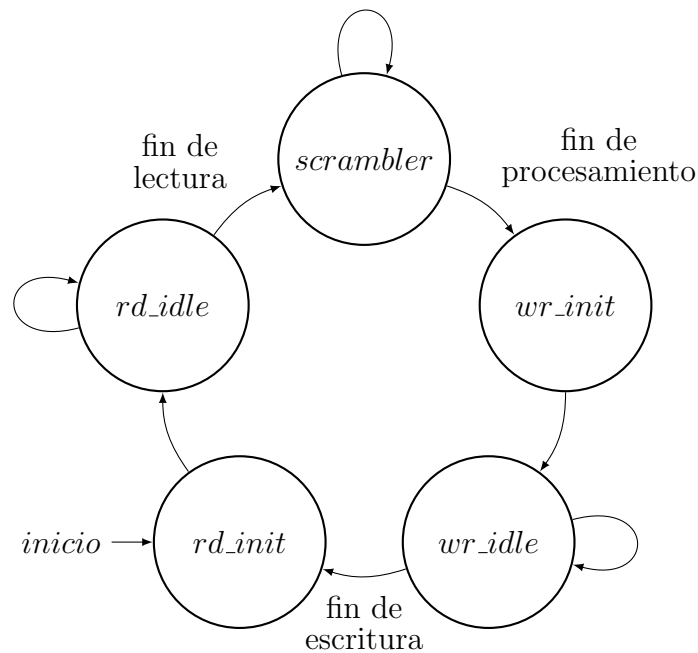 fin de
lectura
scrambler
fin de
procesamiento
rd_idle
wr_init
inicio
rd_init
wr_idle
fin de
escritura